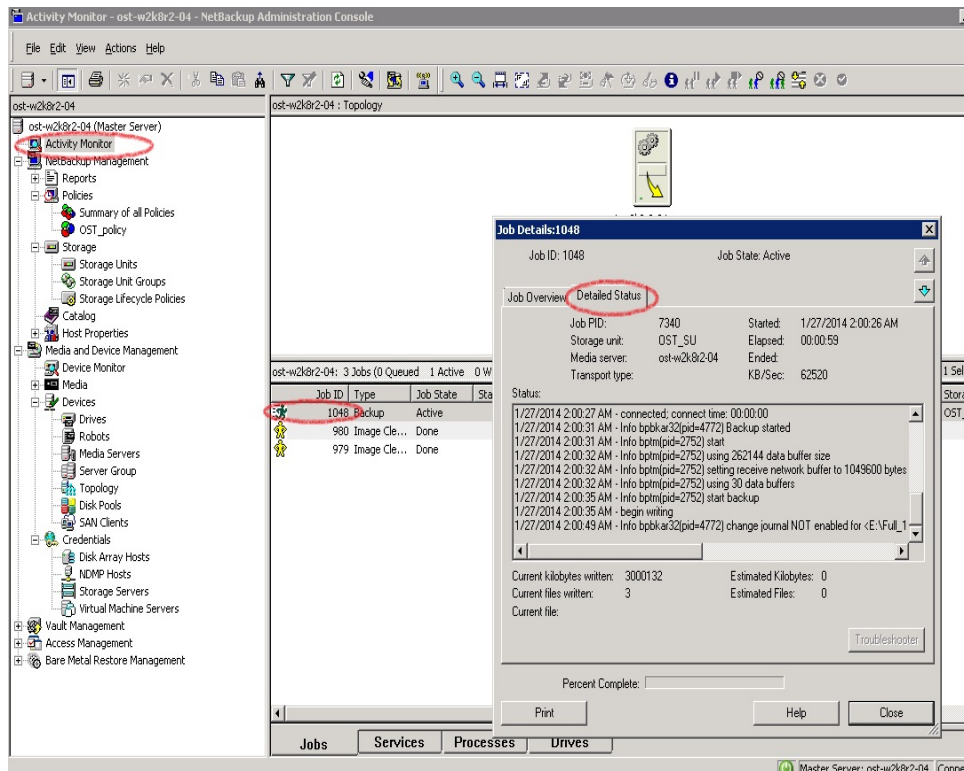 Activity Monitor - ost-w2k8r2-04 - NetBackup Administration Console
File Edit View Actions Help
ost-w2k8r2-04
ost-w2k8r2-04 : Topology
ost-w2k8r2-04 (Master Server)
Activity Monitor
NetBackup Management
Reports
Policies
Summary of all Policies
OST_policy
Storage
Storage Units
Storage Unit Groups
Storage Lifecycle Policies
Catalog
Host Properties
Media and Device Management
Device Monitor
Media
Devices
Drives
Robots
Media Servers
Server Group
Topology
Disk Pools
SAN Clients
Credentials
Disk Array Hosts
NDMP Hosts
Storage Servers
Virtual Machine Servers
Vault Management
Access Management
Bare Metal Restore Management
ost-w2k8r2-04: 3 Jobs (0 Queued 1 Active 0 W
1 Sel
Job ID Type Job State Sta
Stora
1048 Backup Active
OST_
980 Image Cle... Done
979 Image Cle... Done
Job Details:1048
Job ID: 1048 Job State: Active
Job Overview Detailed Status
Job PID: 7340 Started: 1/27/2014 2:00:26 AM
Storage unit: OST_SU Elapsed: 00:00:59
Media server: ost-w2k8r2-04 Ended:
Transport type: KB/Sec: 62520
Status:
1/27/2014 2:00:27 AM - connected; connect time: 00:00:00
1/27/2014 2:00:31 AM - Info bpbkar32(pid=4772) Backup started
1/27/2014 2:00:31 AM - Info bptm(pid=2752) start
1/27/2014 2:00:32 AM - Info bptm(pid=2752) using 262144 data buffer size
1/27/2014 2:00:32 AM - Info bptm(pid=2752) setting receive network buffer to 1049600 bytes
1/27/2014 2:00:32 AM - Info bptm(pid=2752) using 30 data buffers
1/27/2014 2:00:35 AM - Info bptm(pid=2752) start backup
1/27/2014 2:00:35 AM - begin writing
1/27/2014 2:00:49 AM - Info bpbkar32(pid=4772) change journal NOT enabled for <E:\Full_1
Current kilobytes written: 3000132 Estimated Kilobytes: 0
Current files written: 3 Estimated Files: 0
Current file:
Troubleshooter
Percent Complete:
Print Help Close
Jobs Services Processes Drives
Master Server: ost-w2k8r2-04 Conne